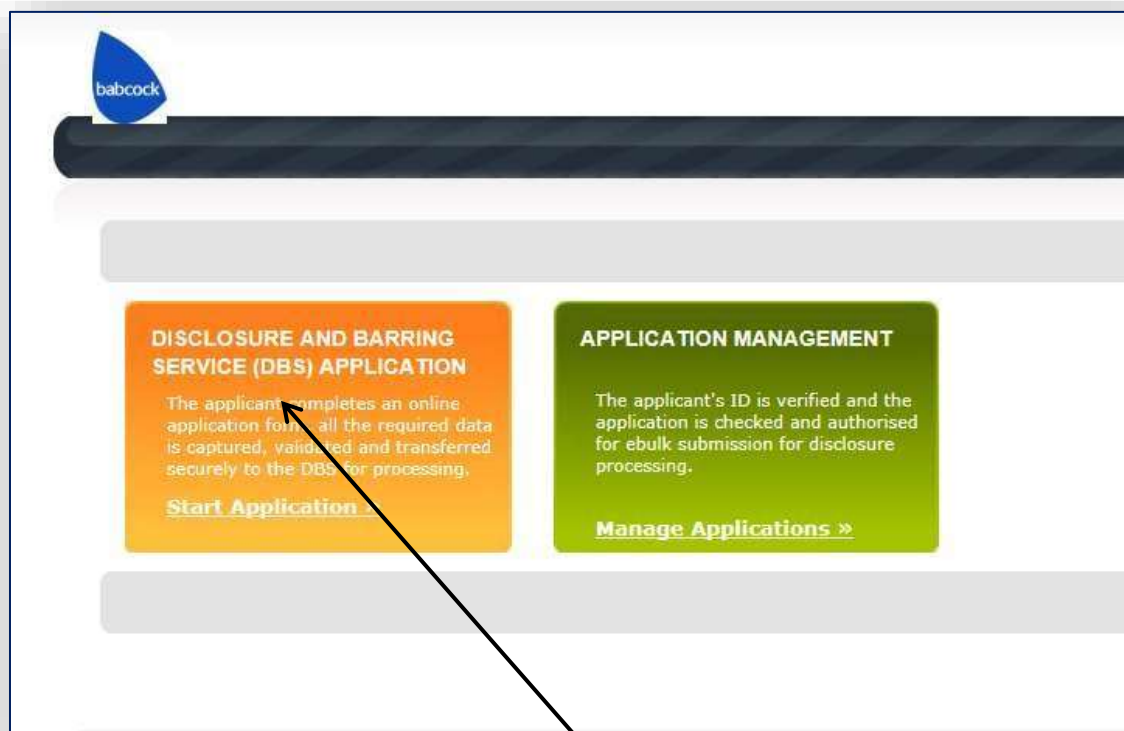 babcock
DISCLOSURE AND BARRING
SERVICE (DBS) APPLICATION
The applicant completes an online
application form, all the required data
is captured, validated and transferred
securely to the DBS for processing.
Start Application »
APPLICATION MANAGEMENT
The applicant's ID is verified and the
application is checked and authorised
for ebulk submission for disclosure
processing.
Manage Applications »